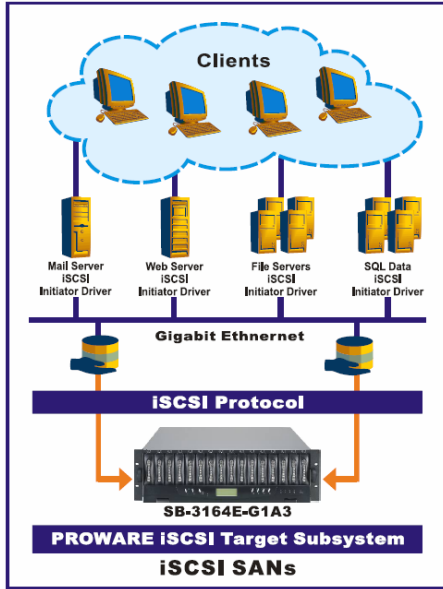 Clients
Mail Server
iSCSI
Initiator Driver
Web Server
iSCSI
Initiator Driver
File Servers
iSCSI
Initiator Driver
SQL Data
iSCSI
Initiator Driver
Gigabit Ethnernet
iSCSI Protocol
SB-3164E-G1A3
PROWARE iSCSI Target Subsystem
iSCSI SANs